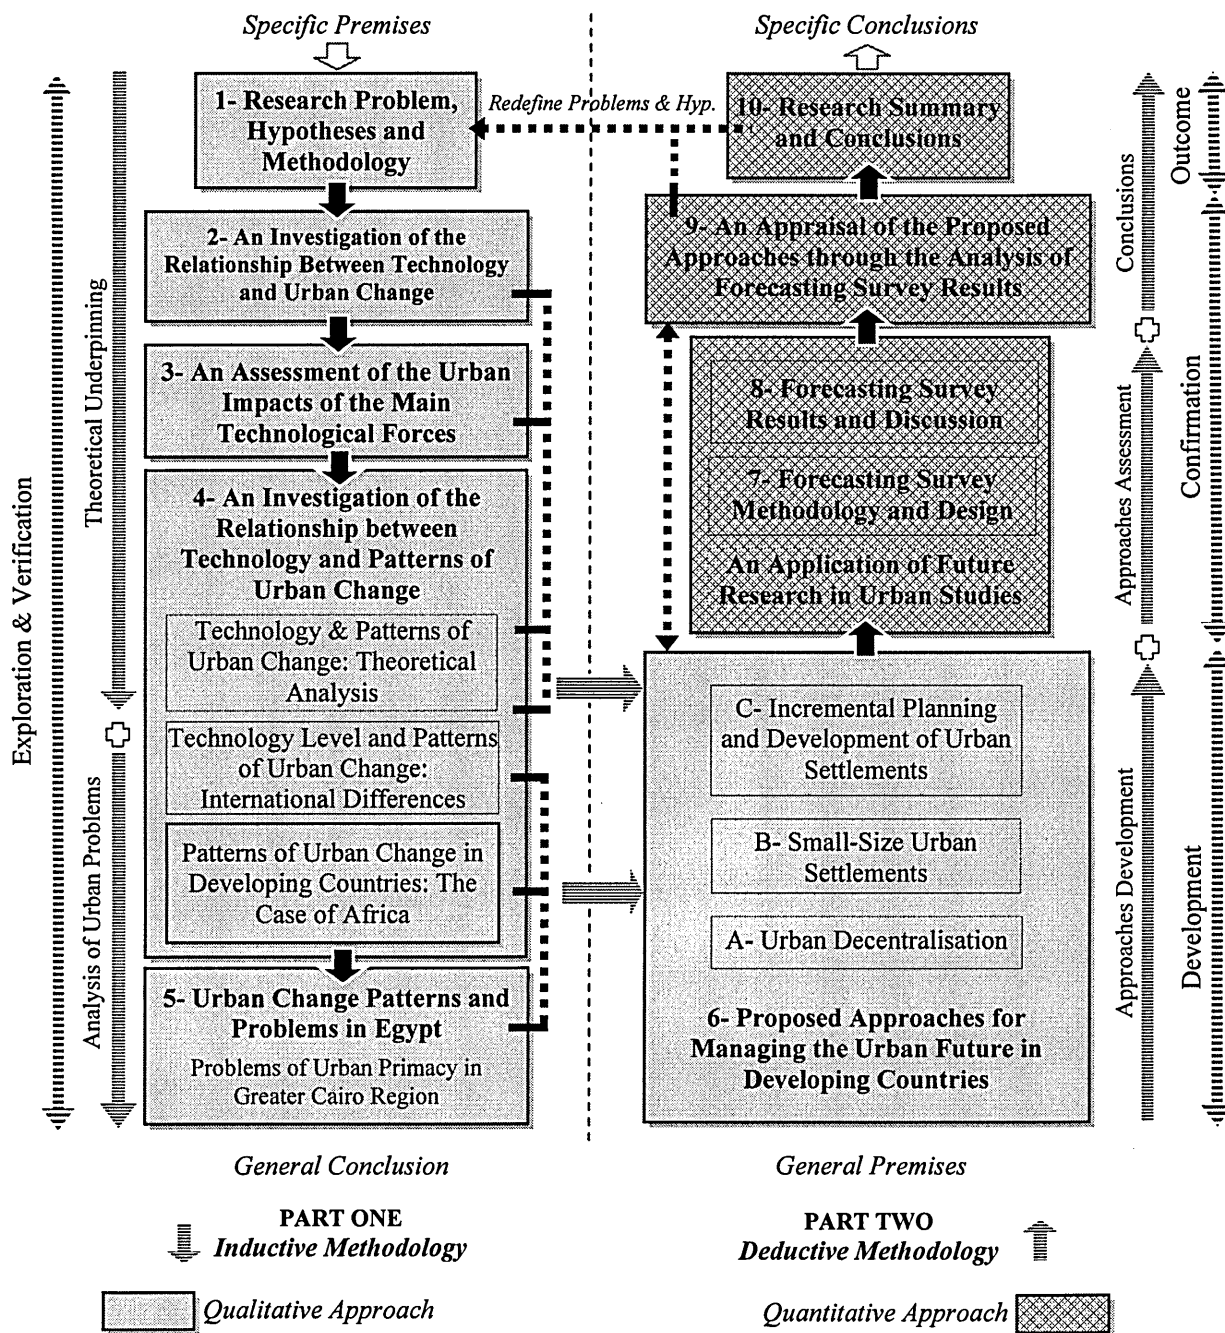 Specific Premises
1- Research Problem,
Hypotheses and
Methodology
2- An Investigation of the
Relationship Between Technology
and Urban Change
3- An Assessment of the Urban
Impacts of the Main
Technological Forces
4- An Investigation of the
Relationship between
Technology and Patterns of
Urban Change
Technology & Patterns of
Urban Change: Theoretical
Analysis
Technology Level and Patterns
of Urban Change:
International Differences
Patterns of Urban Change in
Developing Countries: The
Case of Africa
5- Urban Change Patterns and
Problems in Egypt
Problems of Urban Primacy in
Greater Cairo Region
Exploration & Verification
Theoretical Underpinning
Analysis of Urban Problems
General Conclusion
PART ONE
Inductive Methodology
Qualitative Approach
Redefine Problems & Hyp.
Specific Conclusions
10- Research Summary
and Conclusions
9- An Appraisal of the Proposed
Approaches through the Analysis of
Forecasting Survey Results
8- Forecasting Survey
Results and Discussion
7- Forecasting Survey
Methodology and Design
An Application of Future
Research in Urban Studies
C- Incremental Planning
and Development of Urban
Settlements
B- Small-Size Urban
Settlements
A- Urban Decentralisation
6- Proposed Approaches for
Managing the Urban Future in
Developing Countries
Conclusions
Approaches Assessment
Approaches Development
Outcome
Confirmation
Development
General Premises
PART TWO
Deductive Methodology
Quantitative Approach